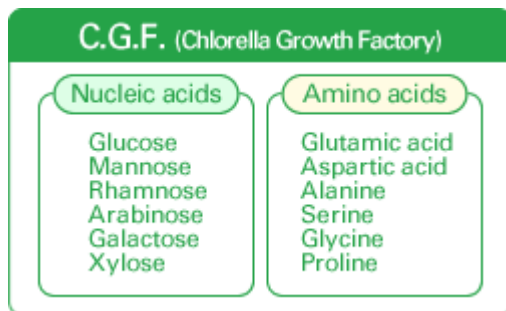 C.G.F. (Chlorella Growth Factory)
Nucleic acids
Glucose
Mannose
Rhamnose
Arabinose
Galactose
Xylose
Amino acids
Glutamic acid
Aspartic acid
Alanine
Serine
Glycine
Proline